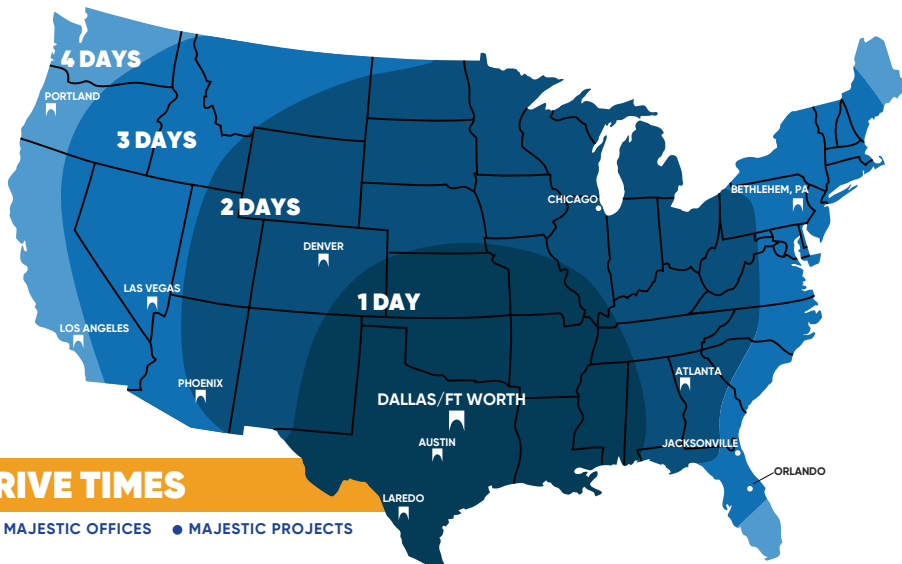 4 DAYS
PORTLAND
3 DAYS
CHICAGO
BETHLEHEM, PA
2 DAYS
DENVER
LAS VEGAS
1 DAY
LOS ANGELES
PHOENIX
ATLANTA
DALLAS/FT WORTH
AUSTIN
JACKSONVILLE
ORLANDO
RIVE TIMES
LAREDO
MAJESTIC OFFICES
MAJESTIC PROJECTS